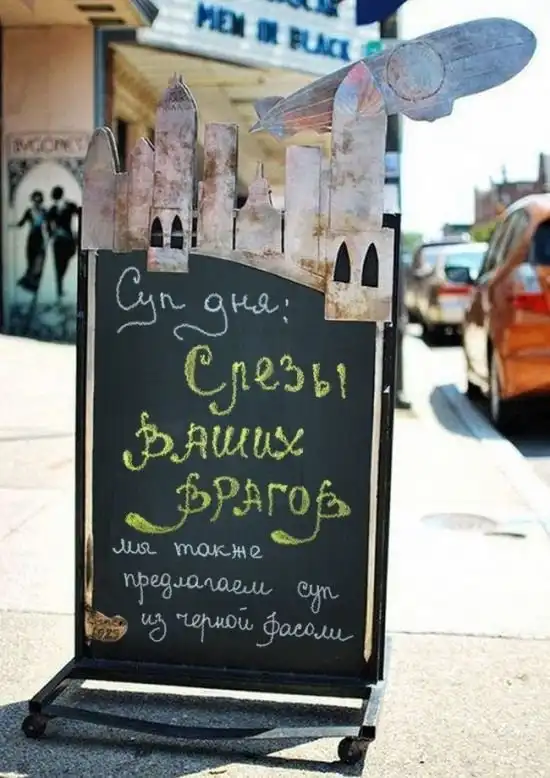 MEN IN BLACK
Суп дня:
Слезы
ваших
врагов
мы также
предлагаем суп
из черной фасоли